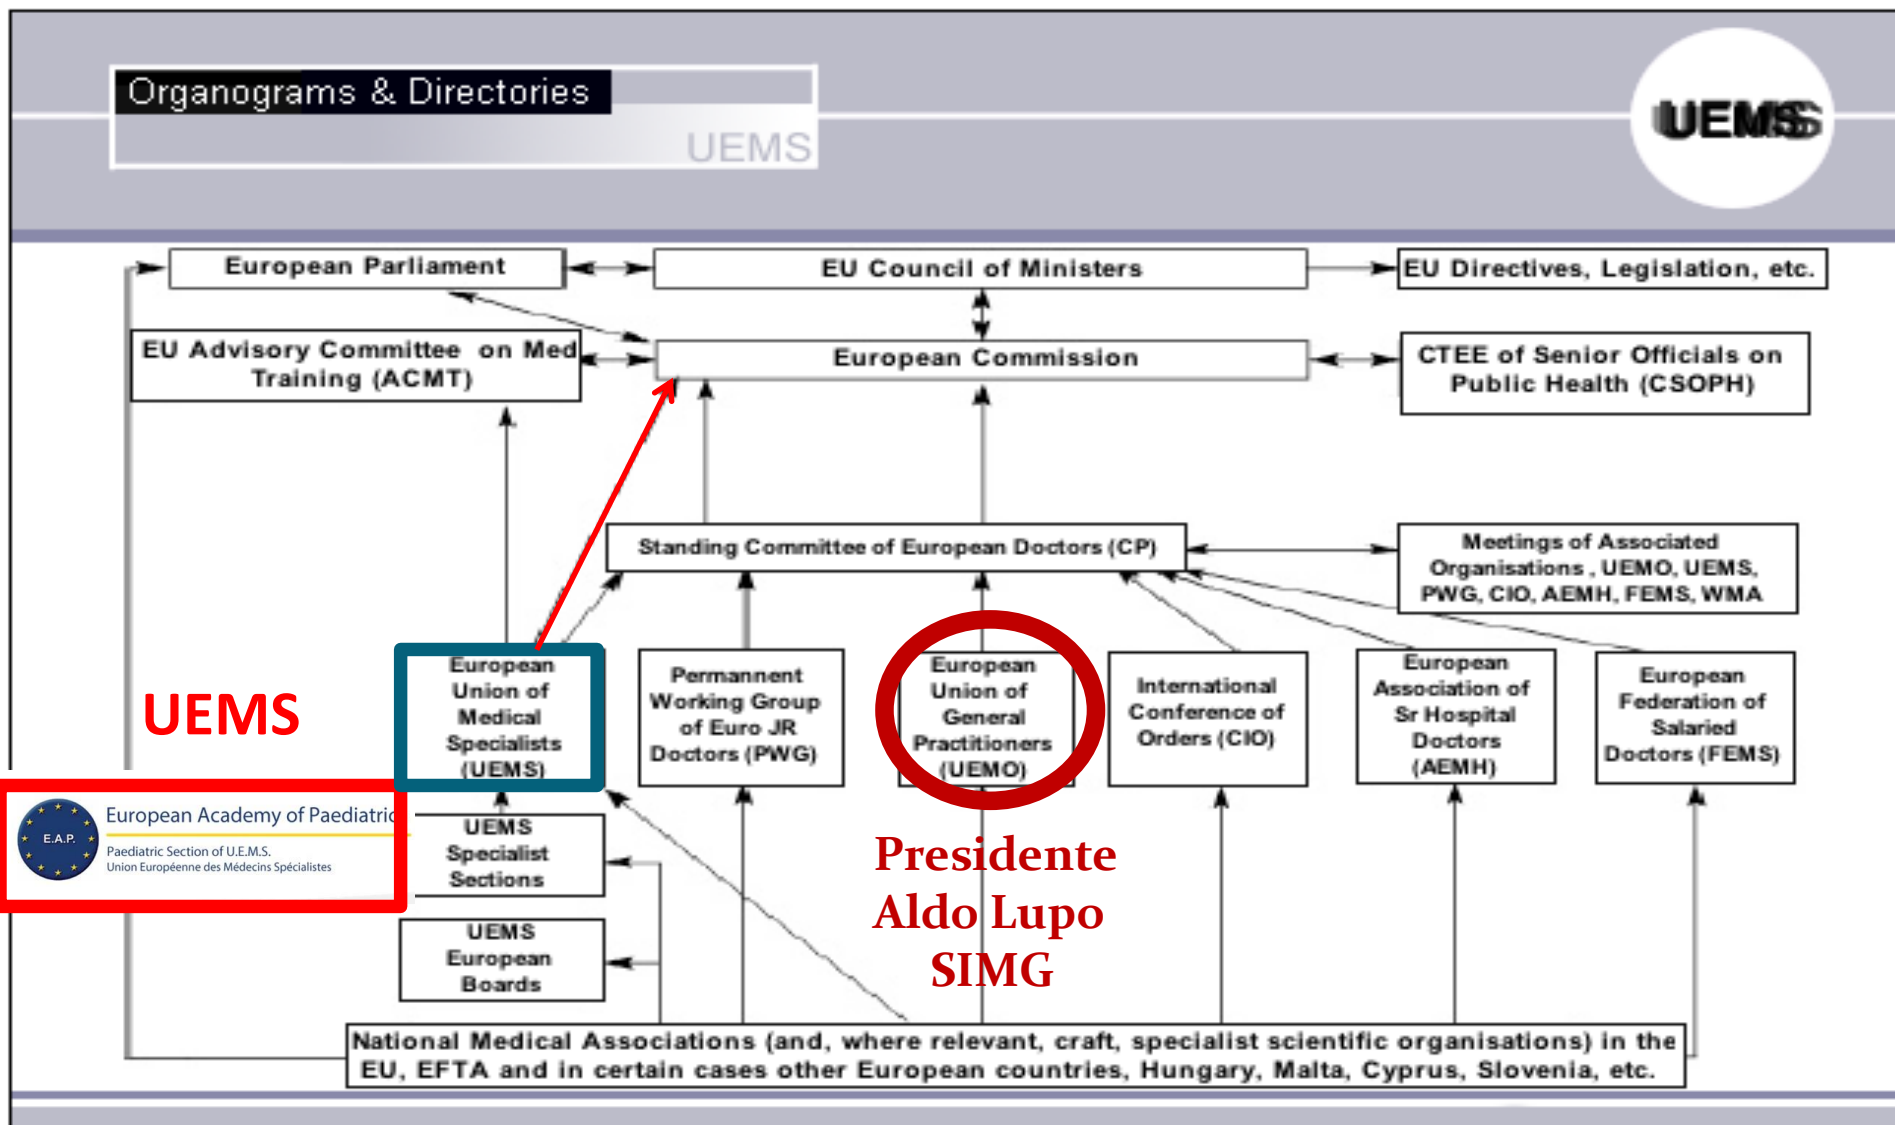 Organograms & Directories
UEMS
UEMS
European Parliament
EU Council of Ministers
EU Directives, Legislation, etc.
EU Advisory Committee on Med
Training (ACMT)
European Commission
CTEE of Senior Officials on
Public Health (CSOPH)
Standing Committee of European Doctors (CP)
Meetings of Associated
Organisations , UEMO, UEMS,
PWG, CIO, AEMH, FEMS, WMA
UEMS
European
Union of
Medical
Specialists
(UEMS)
Permannent
Working Group
of Euro JR
Doctors (PWG)
European
Union of
General
Practitioners
(UEMO)
International
Conference of
Orders (CIO)
European
Association of
Sr Hospital
Doctors
(AEMH)
European
Federation of
Salaried
Doctors (FEMS)
E.A.P.
European Academy of Paediatric
Paediatric Section of U.E.M.S.
Union Européenne des Médecins Spécialistes
UEMS
Specialist
Sections
Presidente
Aldo Lupo
SIMG
UEMS
European
Boards
National Medical Associations (and, where relevant, craft, specialist scientific organisations) in the
EU, EFTA and in certain cases other European countries, Hungary, Malta, Cyprus, Slovenia, etc.